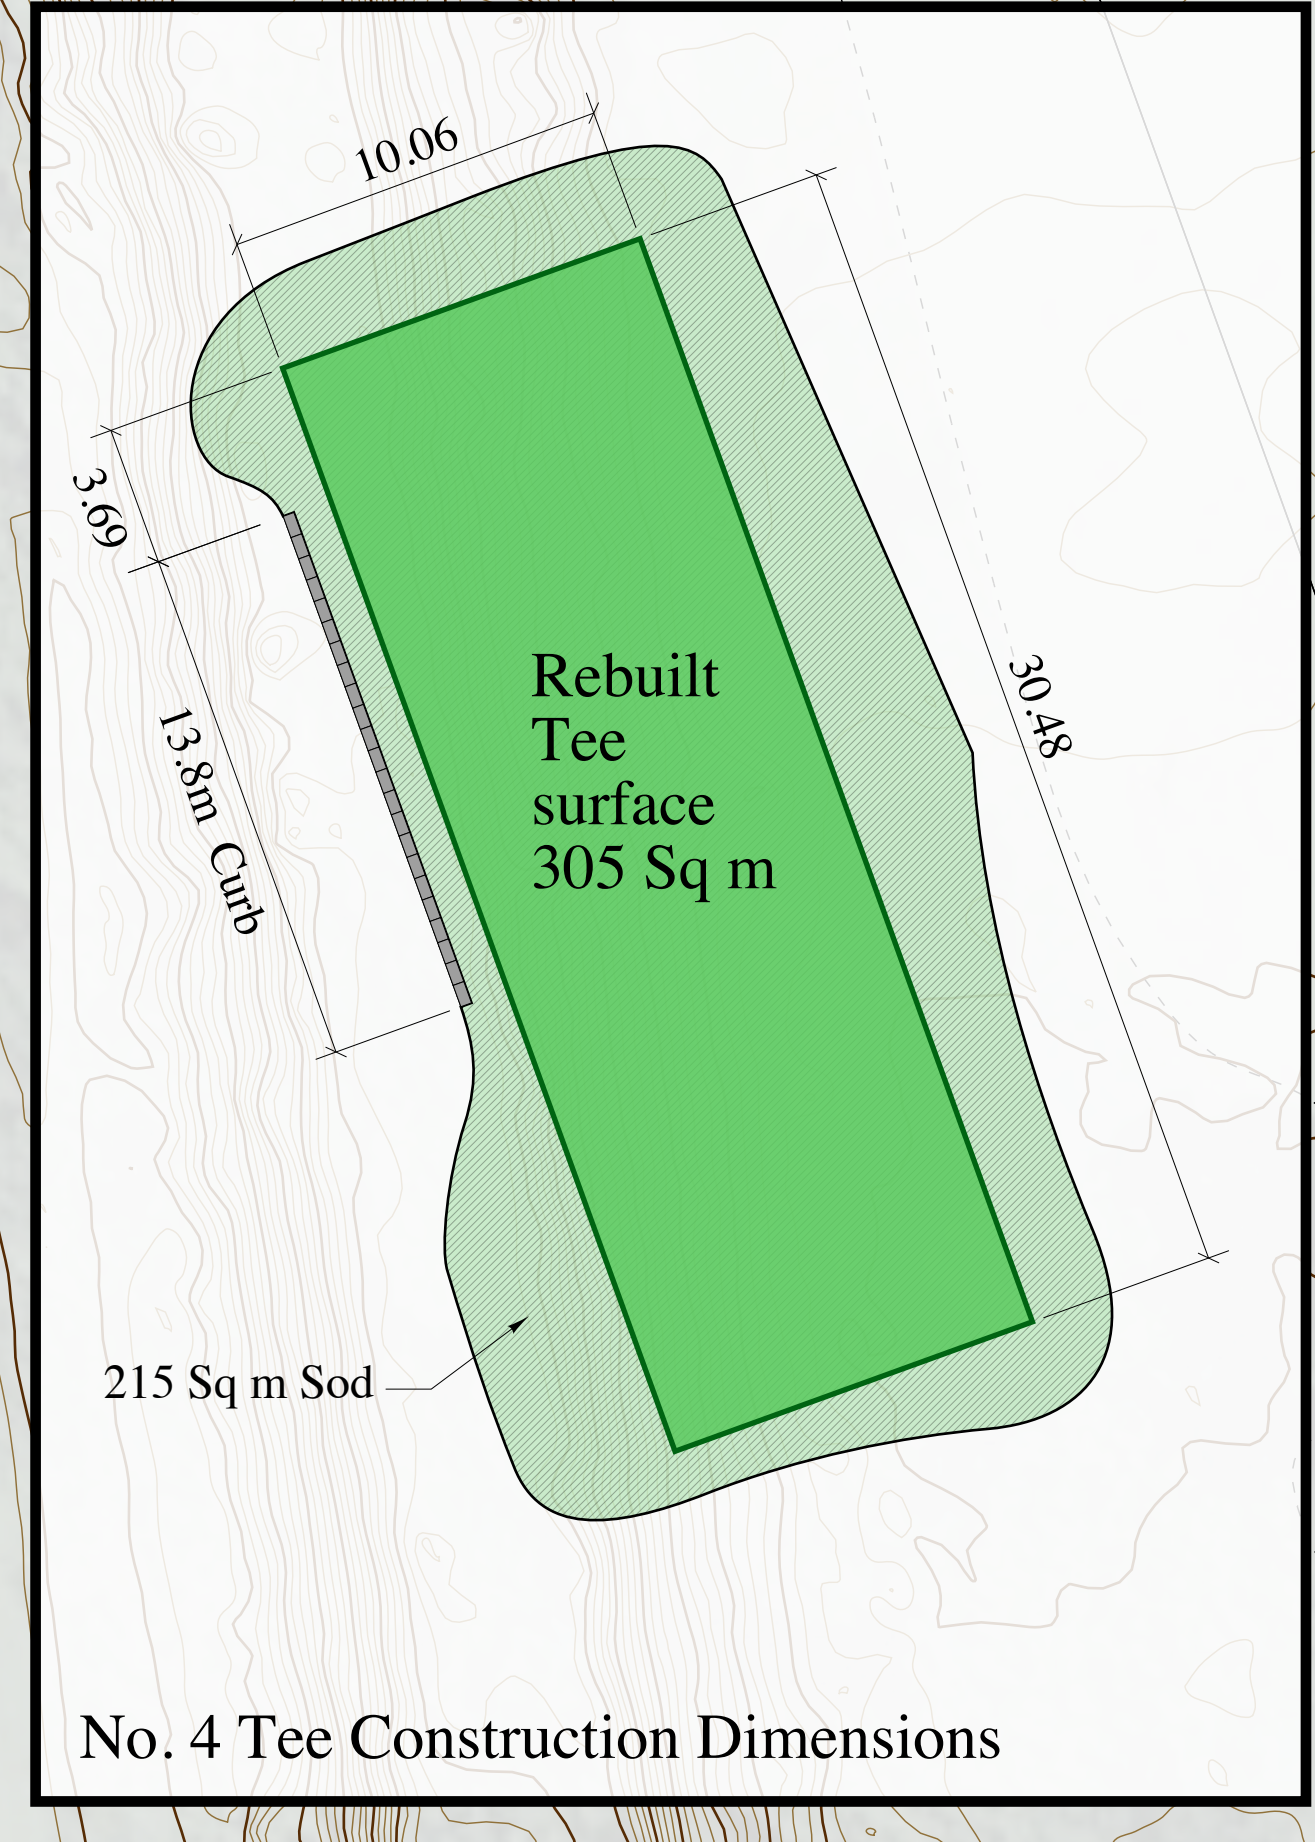 10.06
3.69
30.48
Rebuilt
Tee
surface
305 Sq m
13.8m Curb
215 Sq m Sod
No. 4 Tee Construction Dimensions